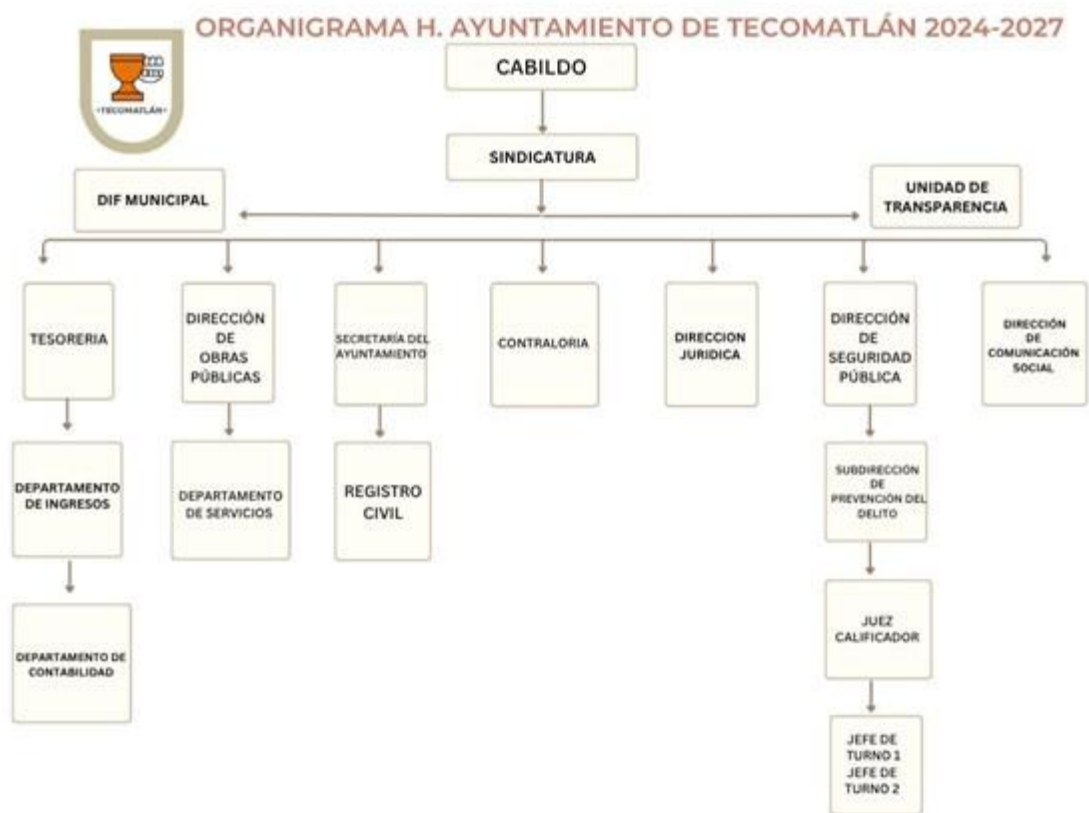 ORGANIGRAMA H. AYUNTAMIENTO DE TECOMATLÁN 2024-2027
•TECOMATLÁN•
CABILDO
SINDICATURA
DIF MUNICIPAL
UNIDAD DE
TRANSPARENCIA
TESORERIA
DIRECCIÓN
DE
OBRAS
PÚBLICAS
SECRETARÍA DEL
AYUNTAMIENTO
CONTRALORIA
DIRECCION
JURIDICA
DIRECCIÓN
DE
SEGURIDAD
PÚBLICA
DIRECCIÓN
DE
COMUNICACIÓN
SOCIAL
DEPARTAMENTO
DE INGRESOS
DEPARTAMENTO
DE SERVICIOS
REGISTRO
CIVIL
SUBDIRECCIÓN
DE
PREVENCIÓN DEL
DELITO
DEPARTAMENTO DE
CONTABILIDAD
JUEZ
CALIFICADOR
JEFE DE
TURNO 1
JEFE DE
TURNO 2